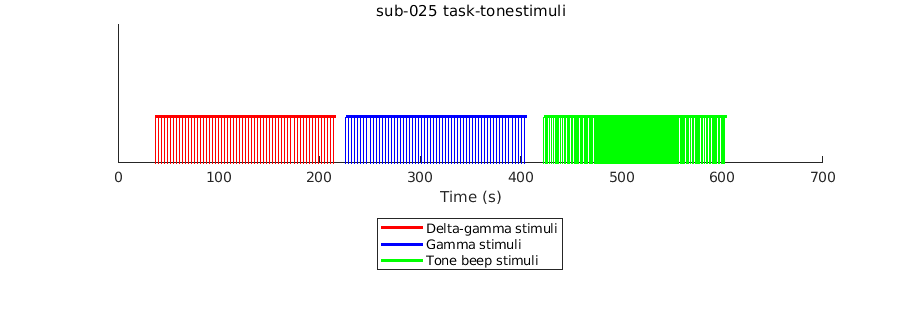 sub-025 task-tonestimuli
0 100 200 300 400 500 600 700
Time (s)
Delta-gamma stimuli
Gamma stimuli
Tone beep stimuli